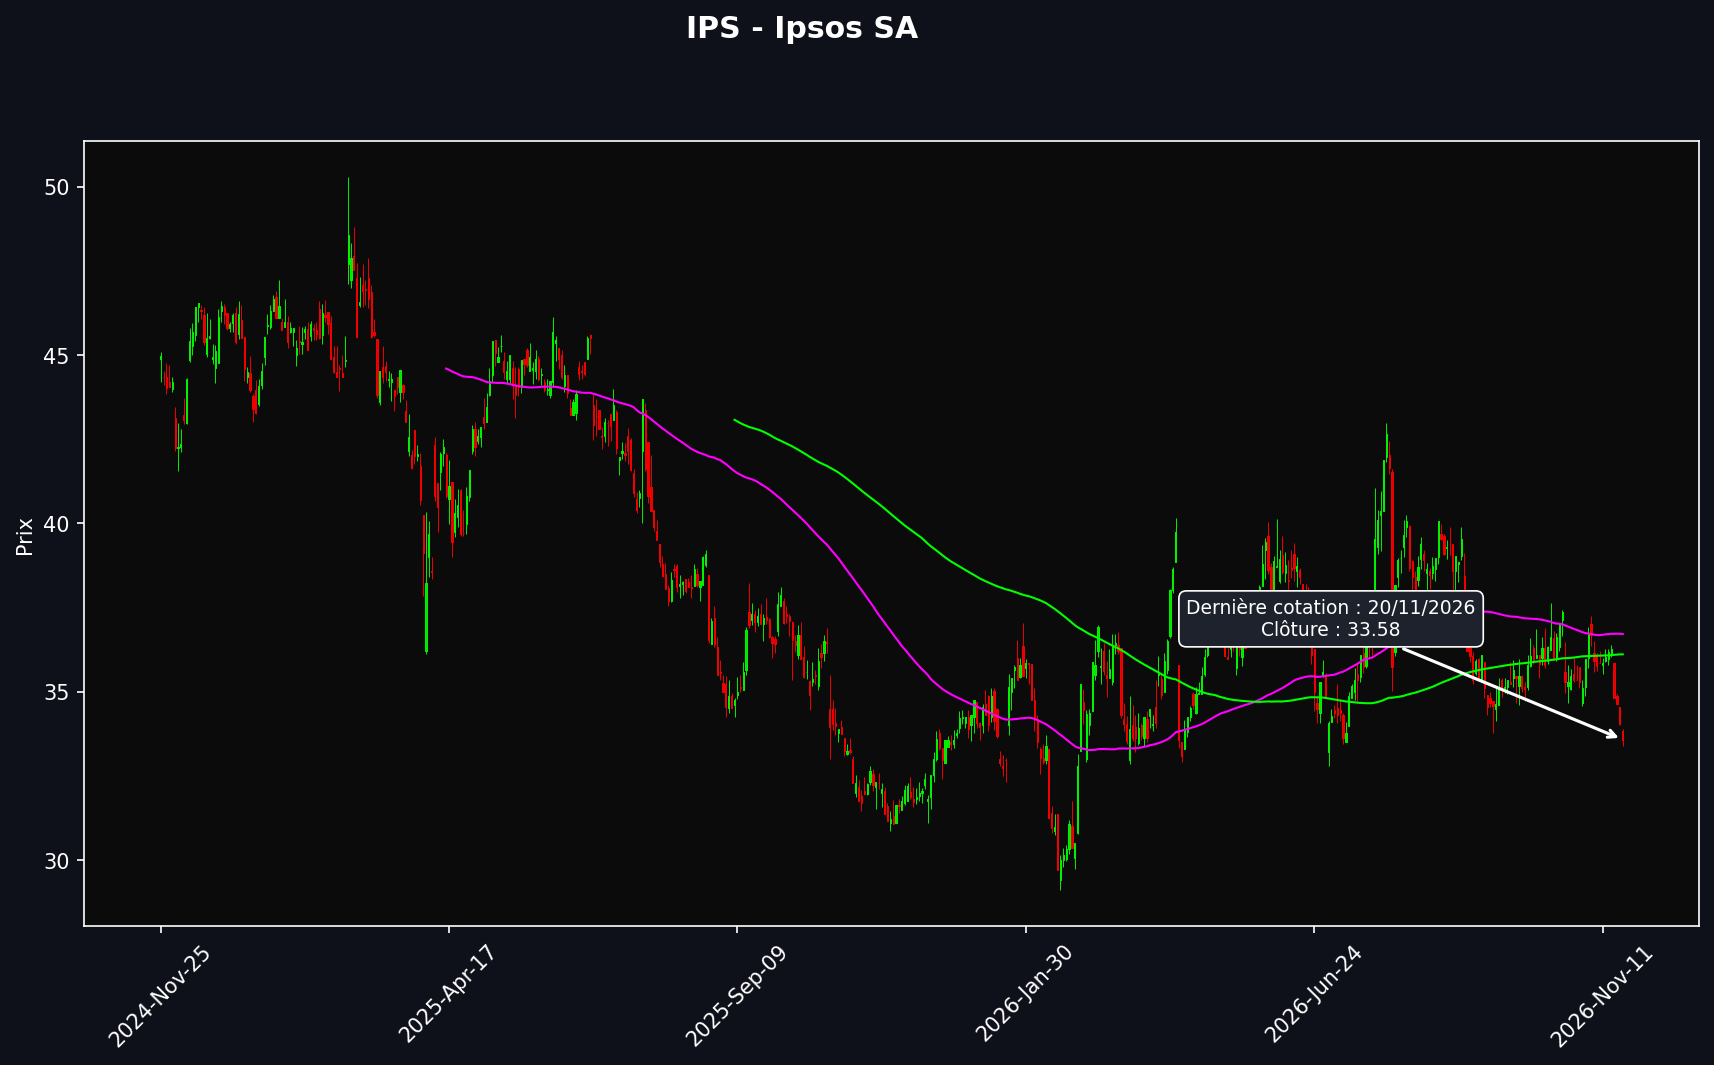 IPS - Ipsos SA
Prix
50
45
40
35
30
Dernière cotation : 20/11/2026
Clôture : 33.58
2024-Nov-25
2025-Apr-17
2025-Sep-09
2026-Jan-30
2026-Jun-24
2026-Nov-11